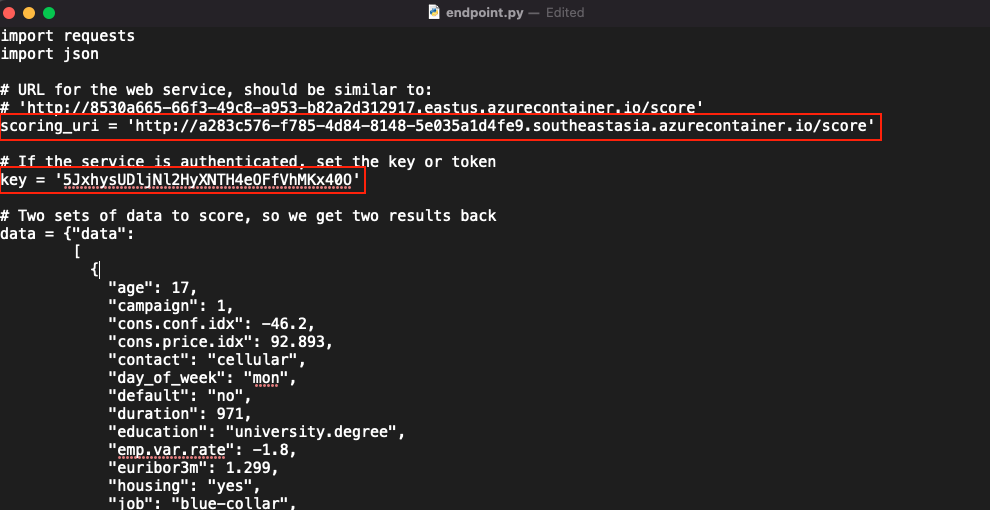 endpoint.py — Edited
import requests
import json
# URL for the web service, should be similar to:
# 'http://8530a665-66f3-49c8-a953-b82a2d312917.eastus.azurecontainer.io/score'
scoring_uri = 'http://a283c576-f785-4d84-8148-5e035a1d4fe9.southeastasia.azurecontainer.io/score'
# If the service is authenticated, set the key or token
key = '5JxhysUDljNl2HyXNTH4eOFfVhMKx40O'
# Two sets of data to score, so we get two results back
data = {"data":
[
{
"age": 17,
"campaign": 1,
"cons.conf.idx": -46.2,
"cons.price.idx": 92.893,
"contact": "cellular",
"day_of_week": "mon",
"default": "no",
"duration": 971,
"education": "university.degree",
"emp.var.rate": -1.8,
"euribor3m": 1.299,
"housing": "yes",
"job": "blue-collar",